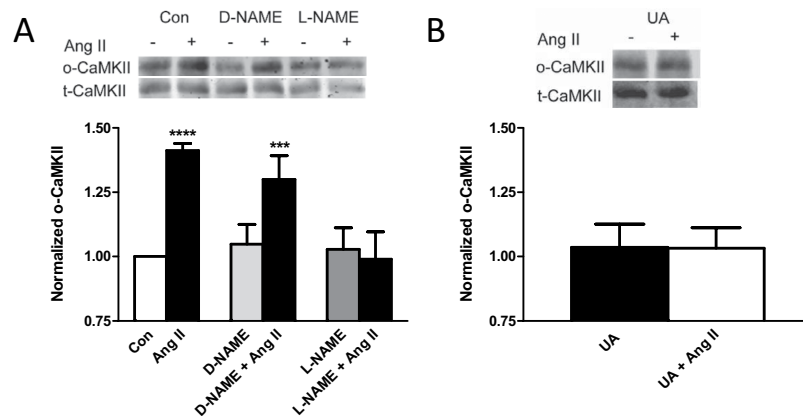 A
Con D-NAME L-NAME
Ang II - + - + - +
o-CaMKII
t-CaMKII
Normalized o-CaMKII
1.50
1.25
1.00
0.75
****
***
Con
Ang II
D-NAME
D-NAME + Ang II
L-NAME
L-NAME + Ang II
B
UA
Ang II - +
o-CaMKII
t-CaMKII
Normalized o-CaMKII
1.50
1.25
1.00
0.75
UA
UA + Ang II